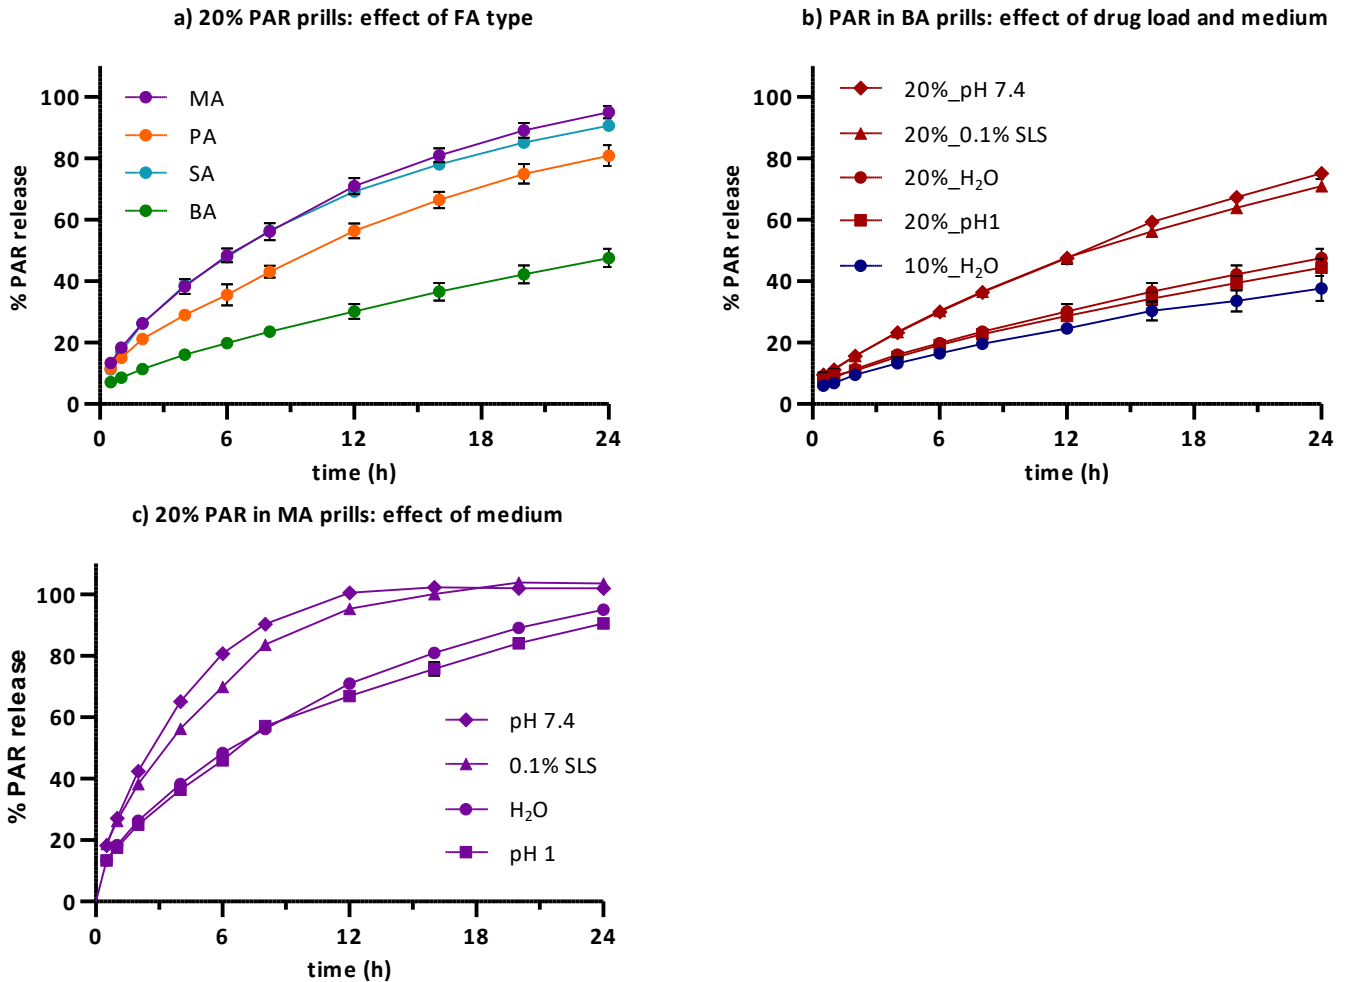 a) 20% PAR prills: effect of FA type
% PAR release
100
80
60
40
20
0
MA
PA
SA
BA
0 6 12 18 24
time (h)
b) PAR in BA prills: effect of drug load and medium
% PAR release
100
80
60
40
20
0
20%_pH 7.4
20%_0.1% SLS
20%_H₂O
20%_pH1
10%_H₂O
0 6 12 18 24
time (h)
c) 20% PAR in MA prills: effect of medium
% PAR release
100
80
60
40
20
0
pH 7.4
0.1% SLS
H₂O
pH 1
0 6 12 18 24
time (h)